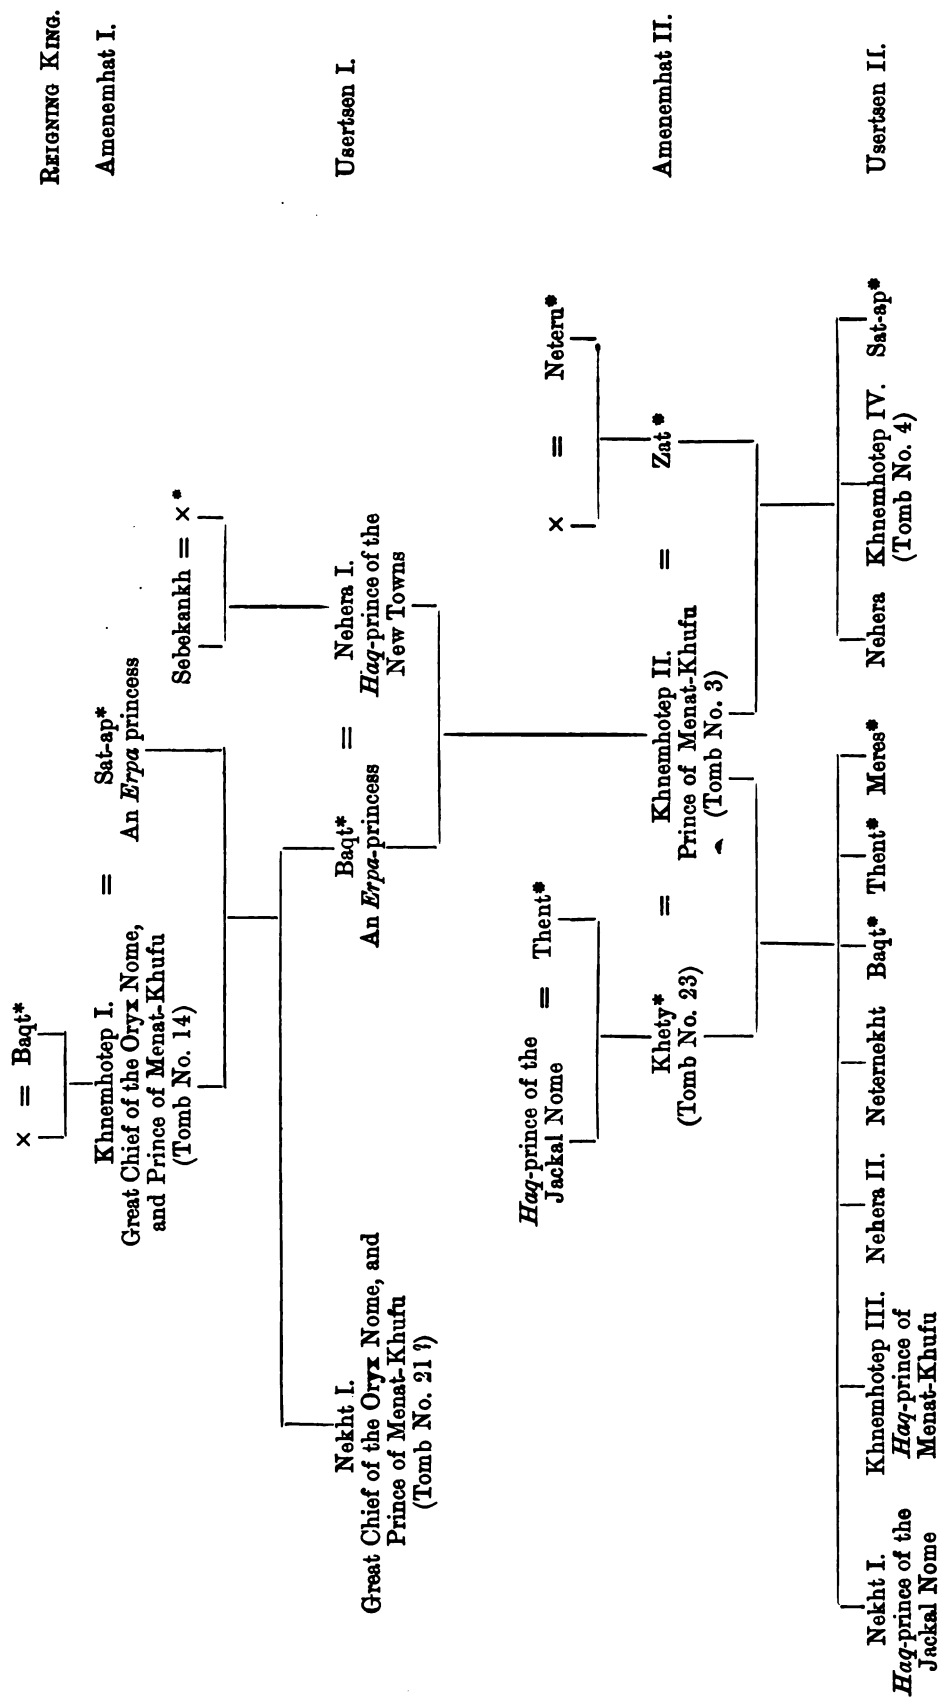 REIGNING KING.
× = Baqt*
Amenemhat I.
Khnemhotep I.
Great Chief of the Oryx Nome,
and Prince of Menat-Khufu
(Tomb No. 14)
=
Sat-ap*
An Erpa princess
Sebekankh = ×*
Usertsen I.
Nekht I.
Great Chief of the Oryx Nome, and
Prince of Menat-Khufu
(Tomb No. 21 ?)
Baqt*
An Erpa-princess
=
Nehera I.
Haq-prince of the
New Towns
Haq-prince of the
Jackal Nome
= Thent*
× = Neteru*
Amenemhat II.
Khety*
(Tomb No. 23)
=
Khnemhotep II.
Prince of Menat-Khufu
(Tomb No. 3)
=
Zat*
Usertsen II.
Nekht I.
Haq-prince of the
Jackal Nome
Khnemhotep III.
Haq-prince of
Menat-Khufu
Nehera II.
Neternekht
Baqt*
Thent*
Meres*
Nehera
Khnemhotep IV.
(Tomb No. 4)
Sat-ap*